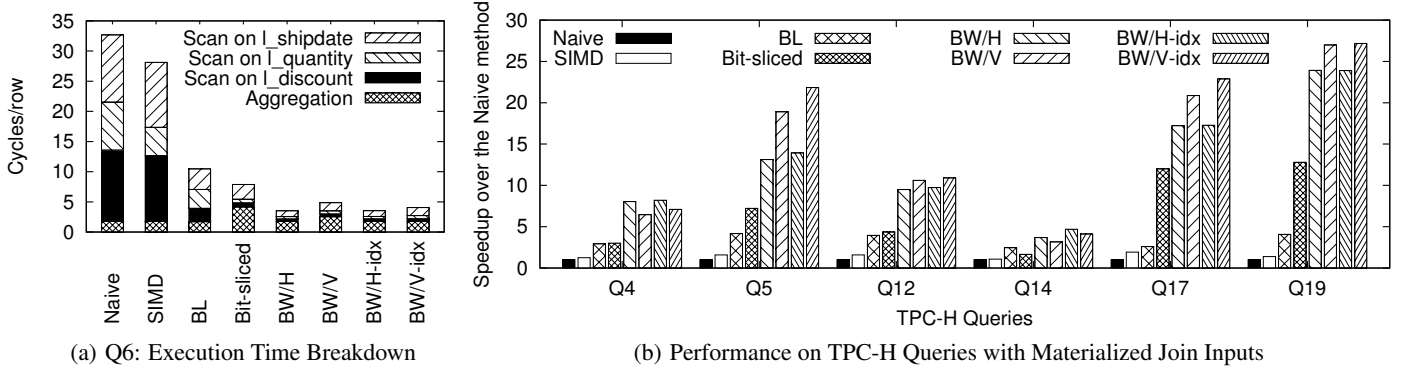 Cycles/row
35
30
25
20
15
10
5
0
Scan on l_shipdate
Scan on l_quantity
Scan on l_discount
Aggregation
Naive
SIMD
BL
Bit-sliced
BW/H
BW/V
BW/H-idx
BW/V-idx
(a) Q6: Execution Time Breakdown
Speedup over the Naive method
30
25
20
15
10
5
0
Naive
SIMD
BL
Bit-sliced
BW/H
BW/V
BW/H-idx
BW/V-idx
Q4
Q5
Q12
Q14
Q17
Q19
TPC-H Queries
(b) Performance on TPC-H Queries with Materialized Join Inputs